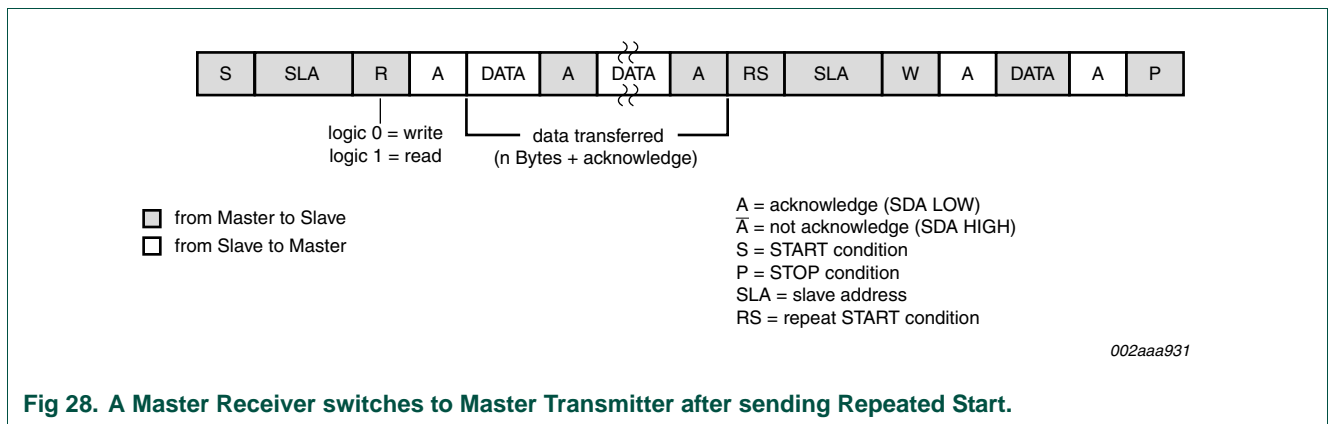 S SLA R A DATA A DATA A RS SLA W A DATA A P
logic 0 = write
logic 1 = read
data transferred
(n Bytes + acknowledge)
from Master to Slave
from Slave to Master
A = acknowledge (SDA LOW)
A̅ = not acknowledge (SDA HIGH)
S = START condition
P = STOP condition
SLA = slave address
RS = repeat START condition
002aaa931
Fig 28. A Master Receiver switches to Master Transmitter after sending Repeated Start.